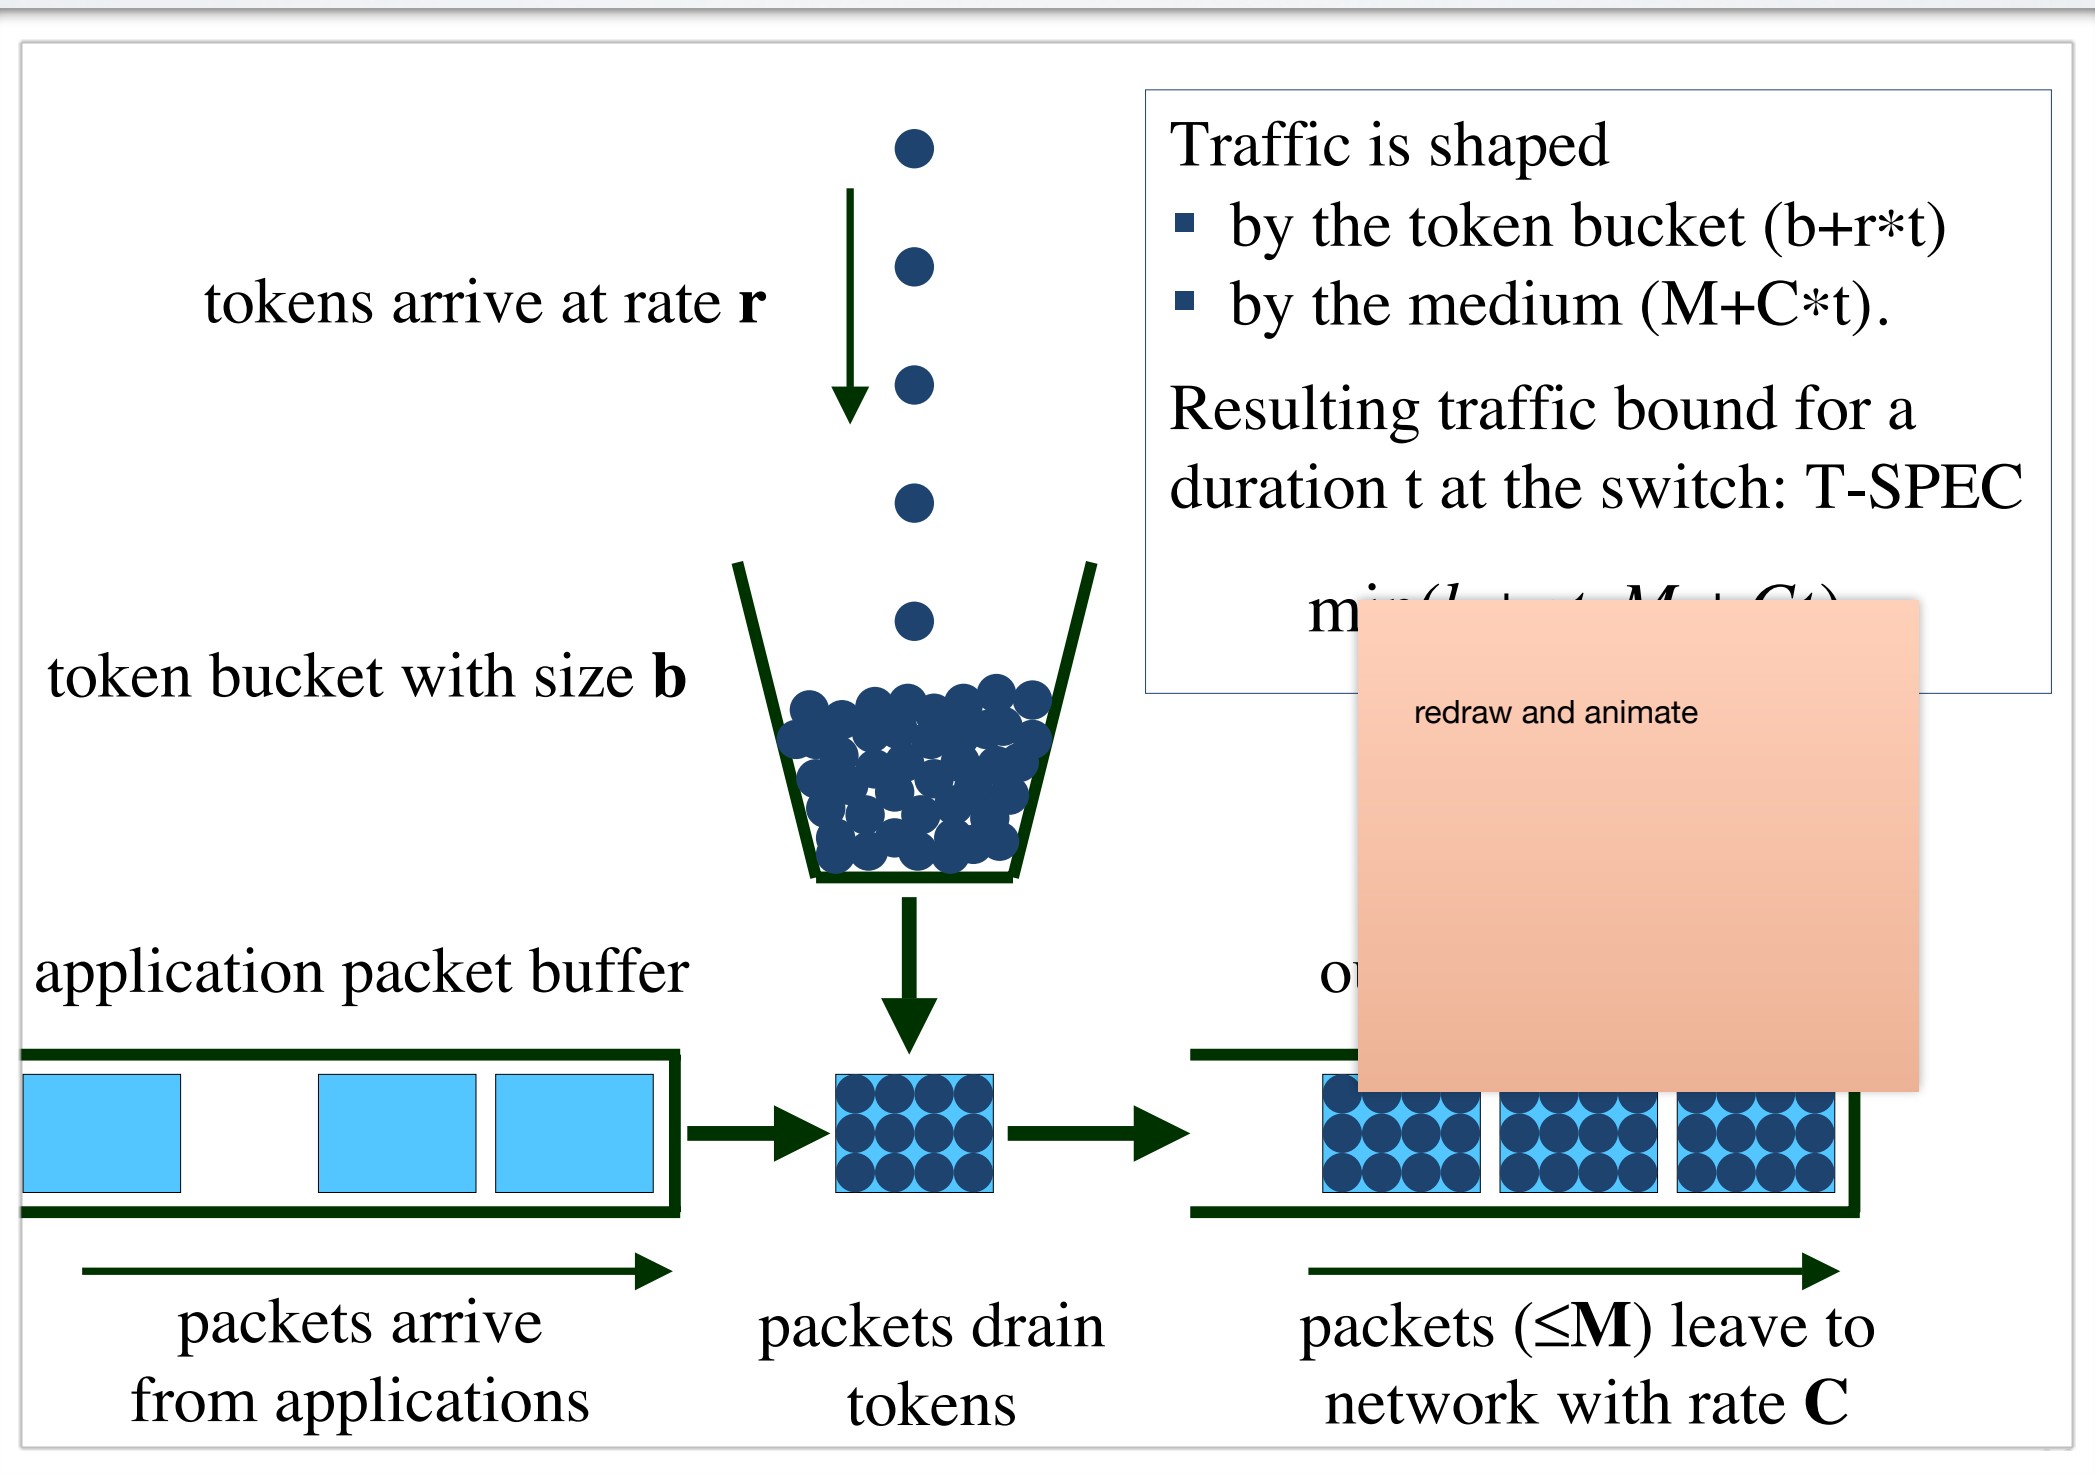 Traffic is shaped
▪ by the token bucket (b+r*t)
▪ by the medium (M+C*t).
Resulting traffic bound for a
duration t at the switch: T-SPEC
redraw and animate
tokens arrive at rate r
token bucket with size b
application packet buffer
packets arrive
from applications
packets drain
tokens
packets (≤M) leave to
network with rate C